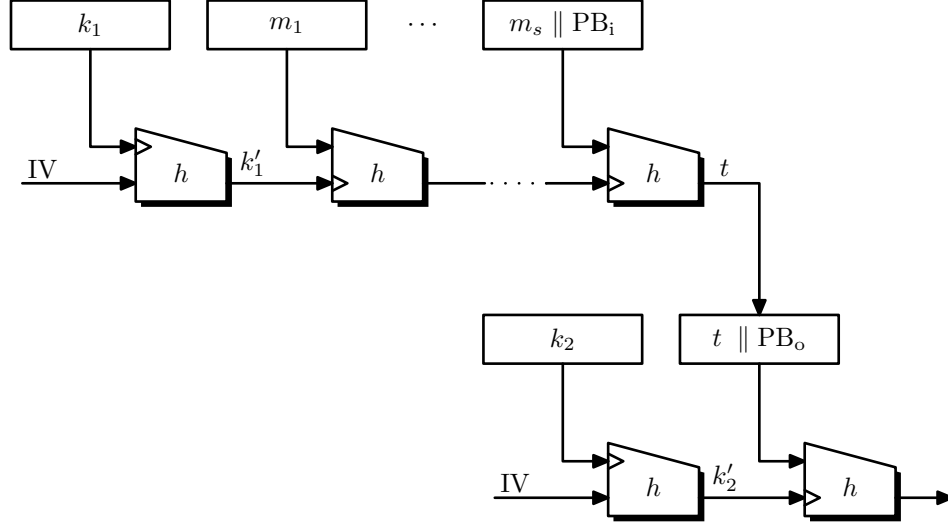 k₁ m₁ ··· mₛ ∥ PBᵢ
IV h k′₁ h ···· h t
k₂ t ∥ PBₒ
IV h k′₂ h